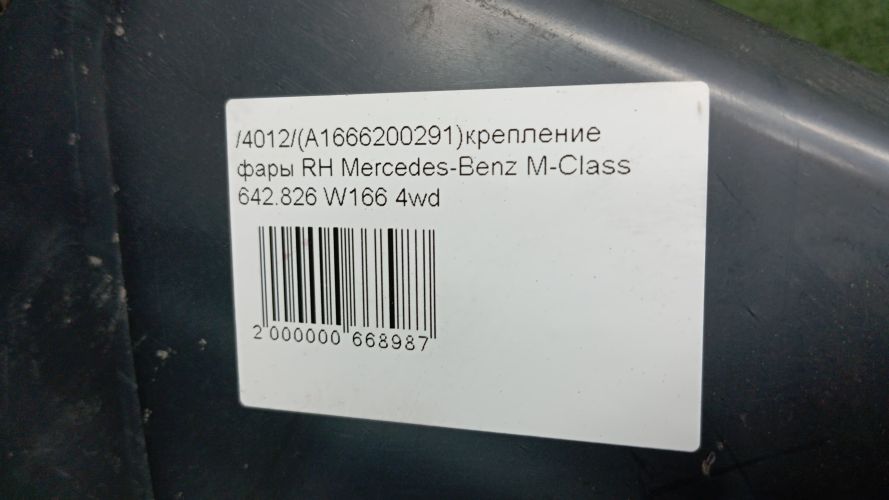 /4012/(A1666200291)крепление
фары RH Mercedes-Benz M-Class
642.826 W166 4wd
2 000000 668987